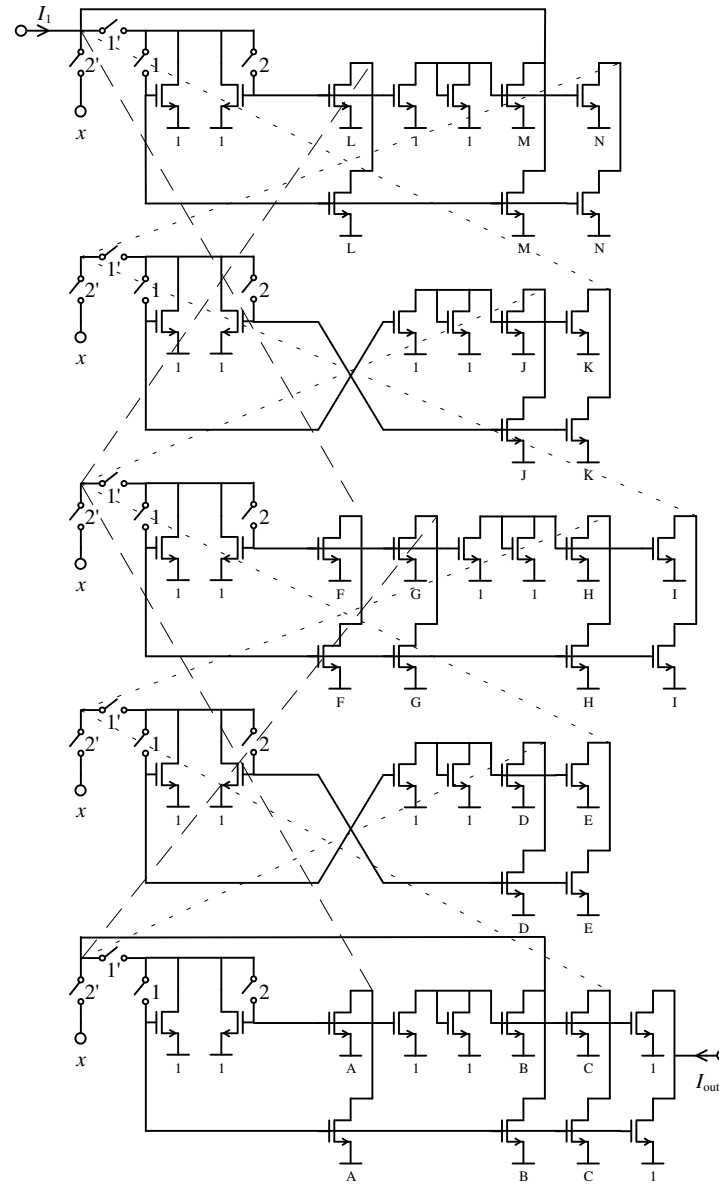 I1
1'
2'
1
2
x
1 1 L 1 1 M N
L M N
1'
2'
1
2
x
1 1 1 1 J K
J K
1'
2'
1
2
x
1 1 F G 1 1 H I
F G H I
1'
2'
1
2
x
1 1 1 1 D E
D E
1'
2'
1
2
x
1 1 A 1 1 B C 1
Iout
A B C 1